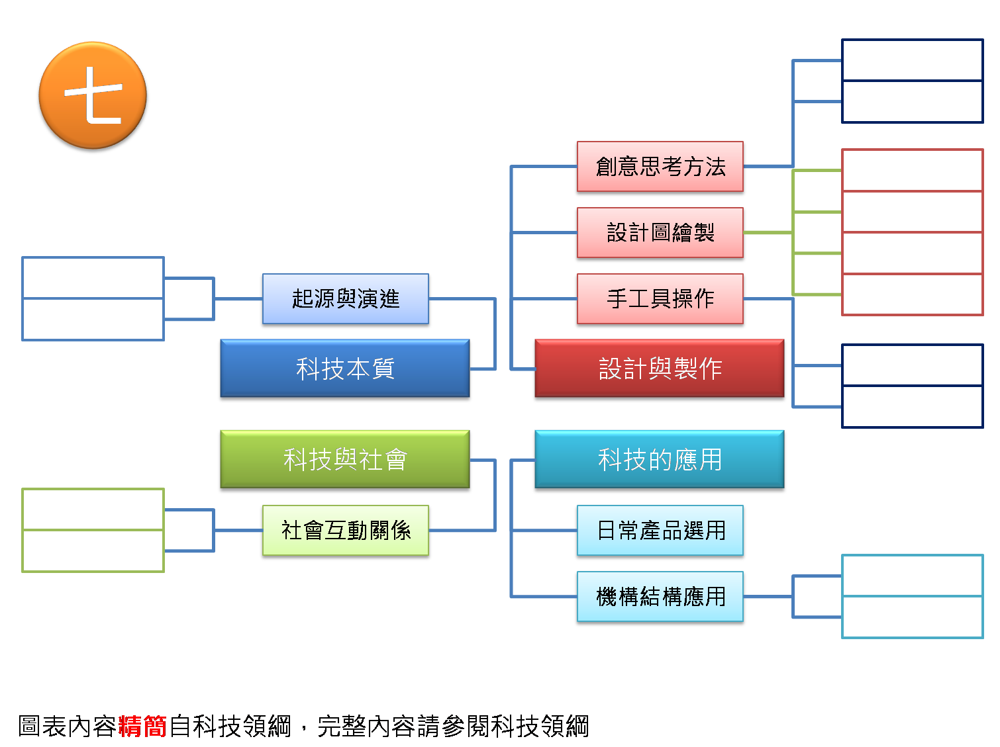 七
創意思考方法
設計圖繪製
起源與演進
手工具操作
科技本質
設計與製作
科技與社會
科技的應用
社會互動關係
日常產品選用
機構結構應用
圖表內容精簡自科技領綱，完整內容請參閱科技領綱